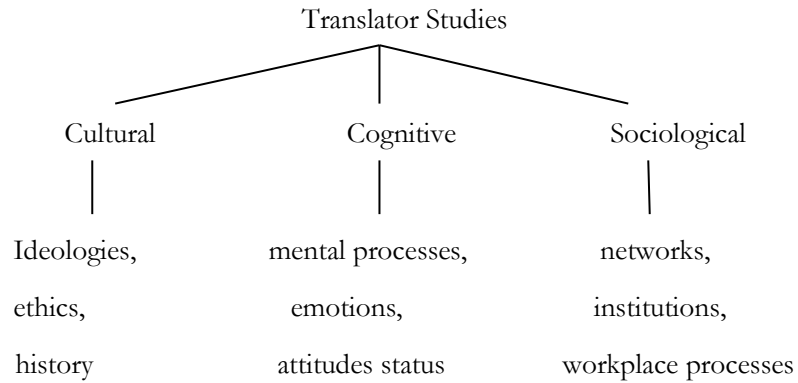 Translator Studies
Cultural
Cognitive
Sociological
Ideologies,
ethics,
history
mental processes,
emotions,
attitudes status
networks,
institutions,
workplace processes